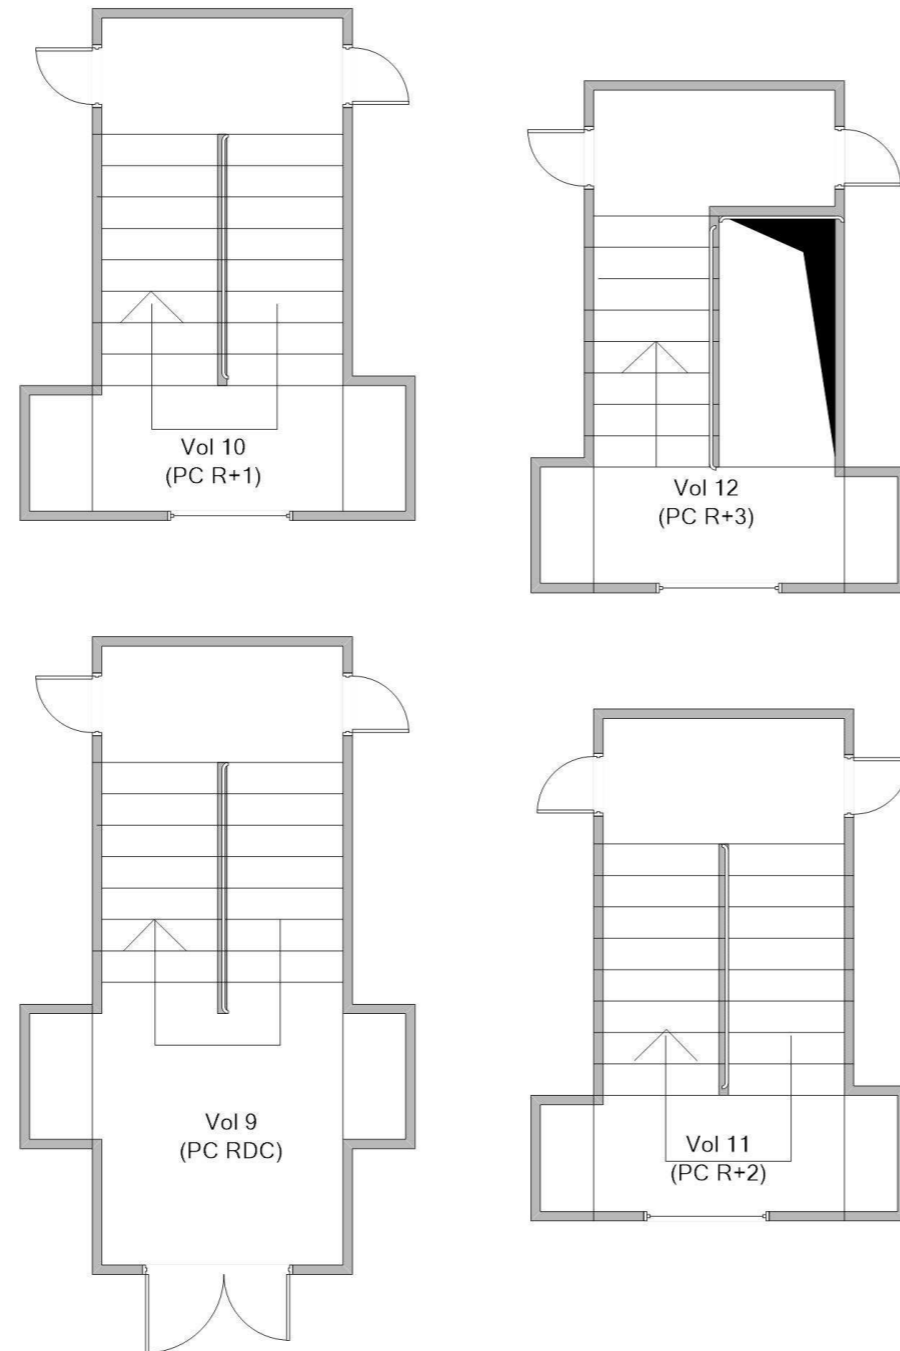 Vol 10
(PC R+1)
Vol 12
(PC R+3)
Vol 9
(PC RDC)
Vol 11
(PC R+2)